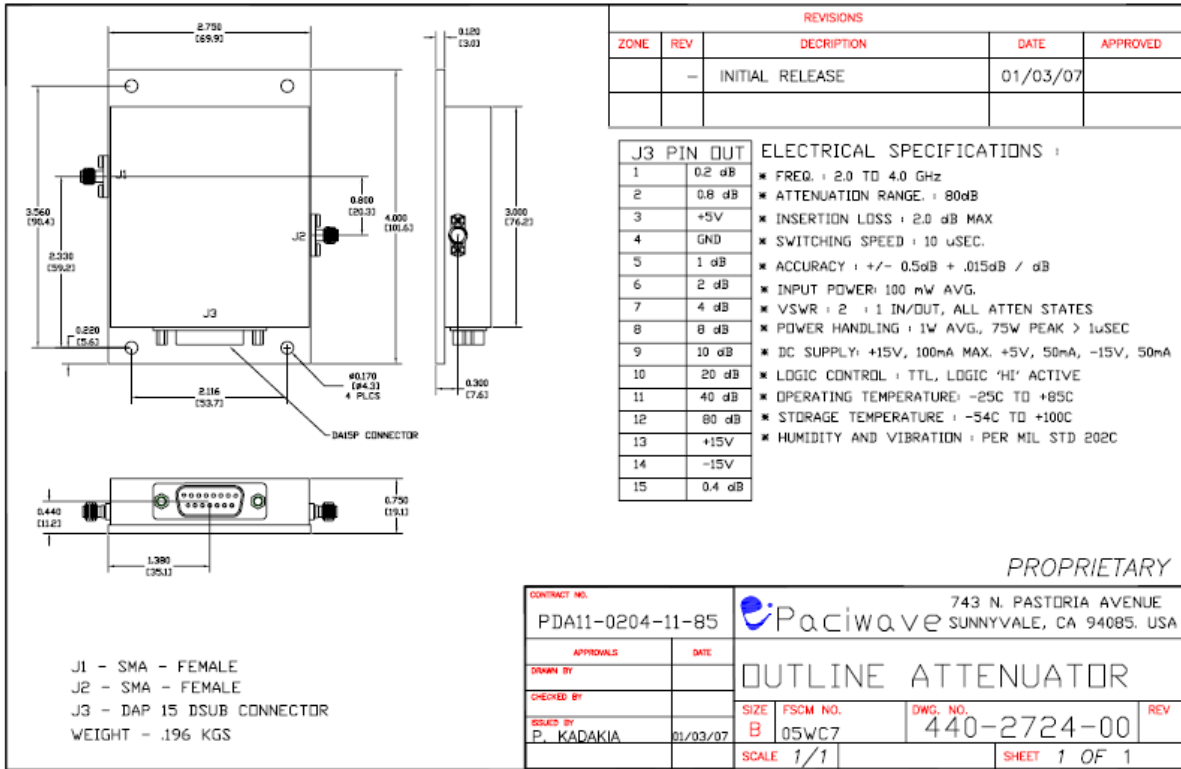 REVISIONS
ZONE REV DECRIPTION DATE APPROVED
- INITIAL RELEASE 01/03/07
2.750
[69.9]
0.120
[3.0]
J1
3.560
[90.4]
2.330
[59.2]
0.800
[20.3]
4.000
[101.6]
3.000
[76.2]
J2
J3
0.220
[5.6]
2.116
[53.7]
ø0.170
[ø4.3]
4 PLCS
0.300
[7.6]
DA15P CONNECTOR
0.440
[11.2]
0.750
[19.1]
1.380
[35.1]
J3 PIN OUT
1 0.2 dB
2 0.8 dB
3 +5V
4 GND
5 1 dB
6 2 dB
7 4 dB
8 8 dB
9 10 dB
10 20 dB
11 40 dB
12 80 dB
13 +15V
14 -15V
15 0.4 dB
ELECTRICAL SPECIFICATIONS :
* FREQ. : 2.0 TO 4.0 GHz
* ATTENUATION RANGE. : 80dB
* INSERTION LOSS : 2.0 dB MAX
* SWITCHING SPEED : 10 uSEC.
* ACCURACY : +/- 0.5dB + .015dB / dB
* INPUT POWER: 100 mW AVG.
* VSWR : 2 : 1 IN/OUT, ALL ATTEN STATES
* POWER HANDLING : 1W AVG., 75W PEAK > 1uSEC
* DC SUPPLY: +15V, 100mA MAX. +5V, 50mA, -15V, 50mA
* LOGIC CONTROL : TTL, LOGIC 'HI' ACTIVE
* OPERATING TEMPERATURE: -25C TO +85C
* STORAGE TEMPERATURE : -54C TO +100C
* HUMIDITY AND VIBRATION : PER MIL STD 202C
PROPRIETARY
J1 - SMA - FEMALE
J2 - SMA - FEMALE
J3 - DAP 15 DSUB CONNECTOR
WEIGHT - .196 KGS
CONTRACT NO.
PDA11-0204-11-85
APPROVALS DATE
DRAWN BY
CHECKED BY
ISSUED BY
P. KADAKIA 01/03/07
Paciwave
743 N. PASTORIA AVENUE
SUNNYVALE, CA 94085. USA
OUTLINE ATTENUATOR
SIZE FSCM NO. DWG. NO. REV
B 05WC7 440-2724-00
SCALE 1/1 SHEET 1 OF 1